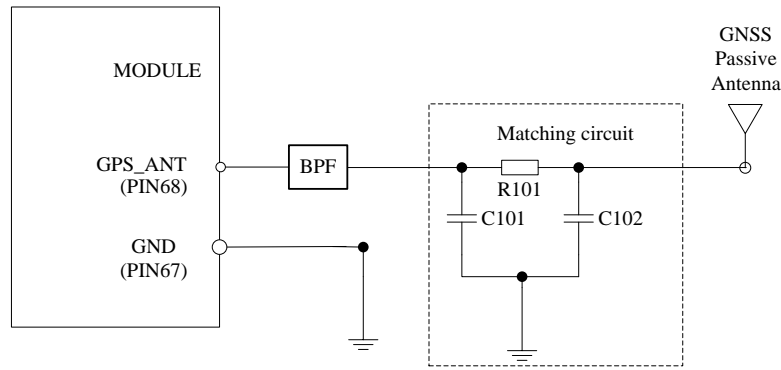 GNSS
Passive
Antenna
MODULE
Matching circuit
GPS_ANT
(PIN68)
BPF
R101
C101
C102
GND
(PIN67)